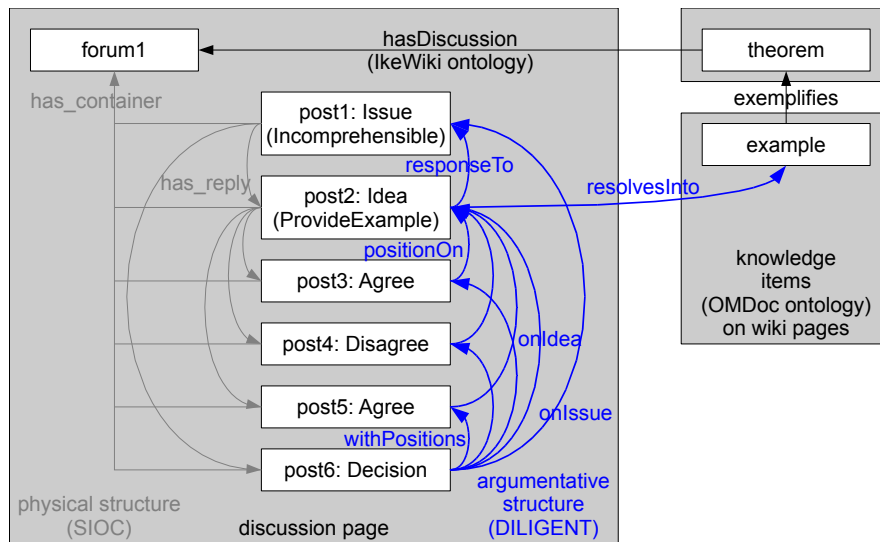 forum1
hasDiscussion
(IkeWiki ontology)
theorem
has_container
exemplifies
post1: Issue
(Incomprehensible)
example
responseTo
has_reply
resolvesInto
post2: Idea
(ProvideExample)
positionOn
knowledge
items
(OMDoc ontology)
on wiki pages
post3: Agree
onIdea
post4: Disagree
post5: Agree
onIssue
withPositions
post6: Decision
physical structure
(SIOC)
discussion page
argumentative
structure
(DILIGENT)